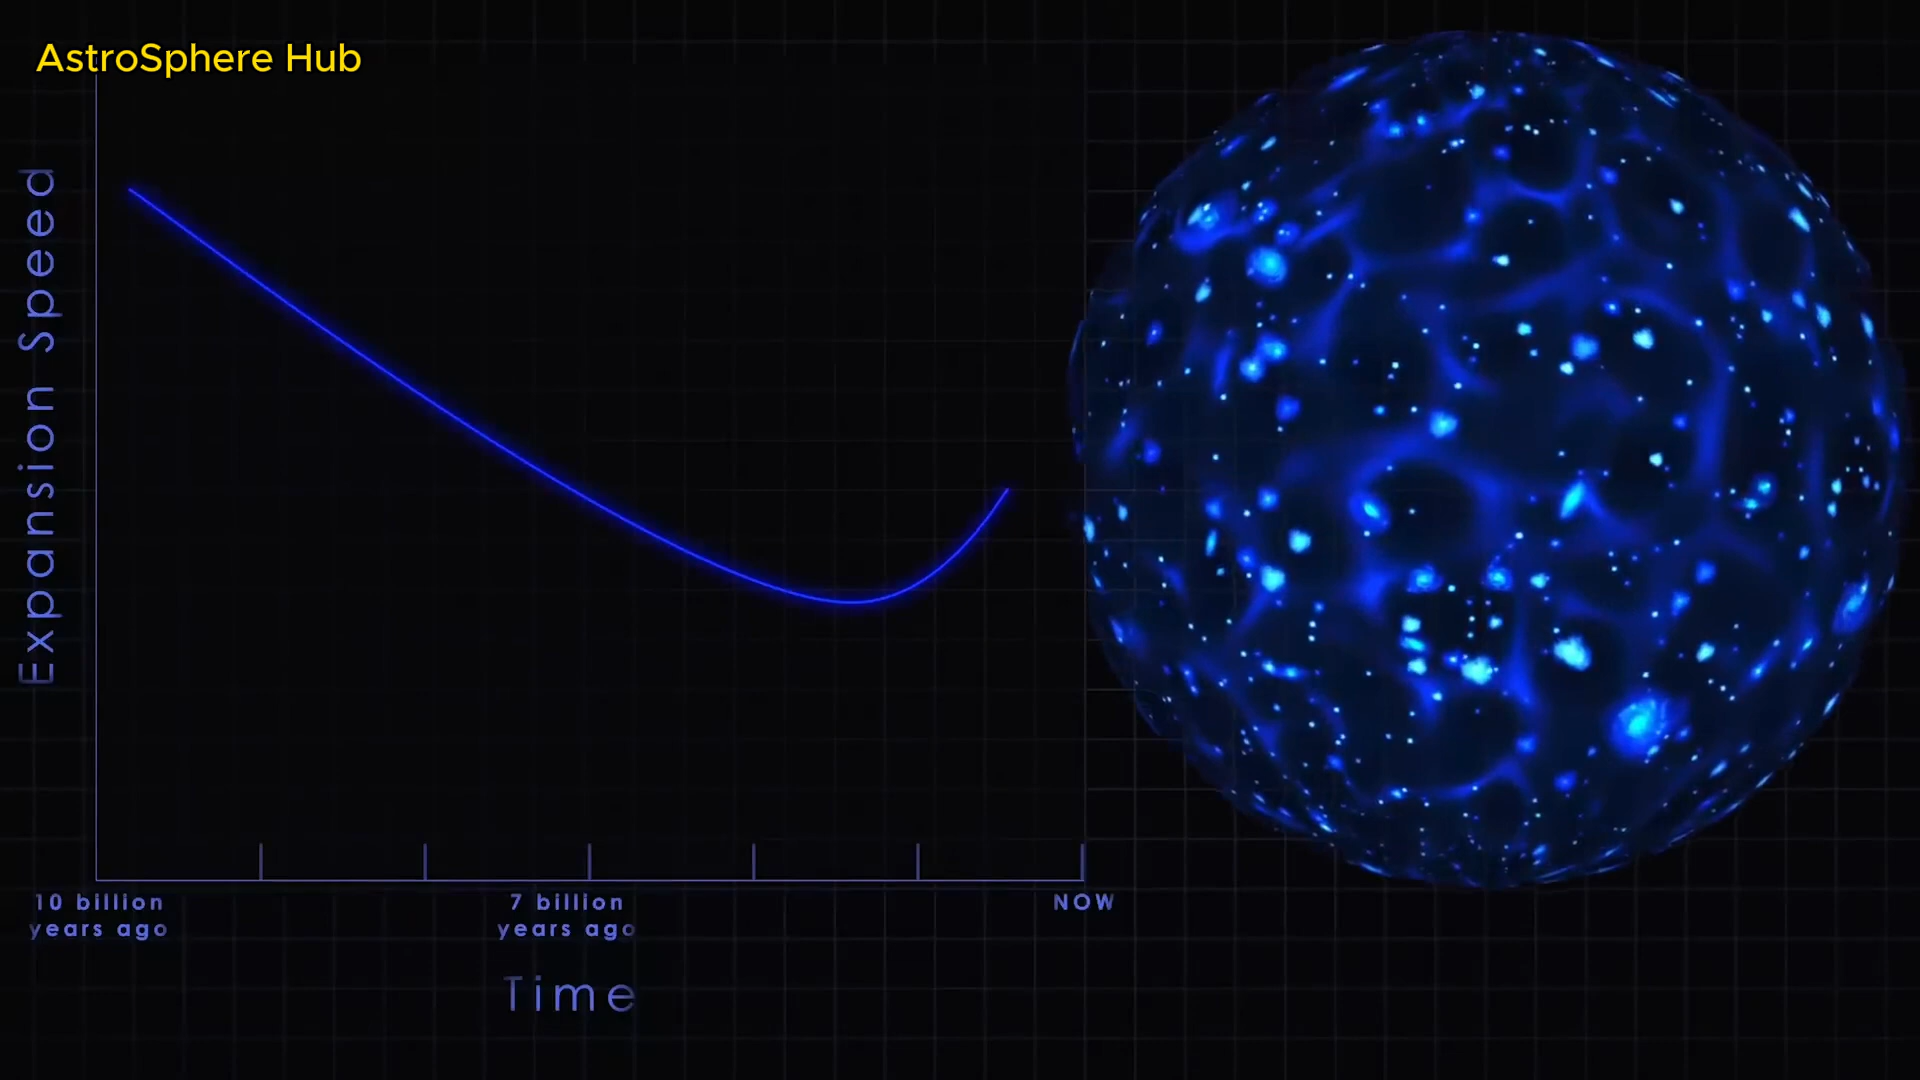 AstroSphere Hub
Expansion Speed
10 billion
years ago
7 billion
years ago
NOW
Time